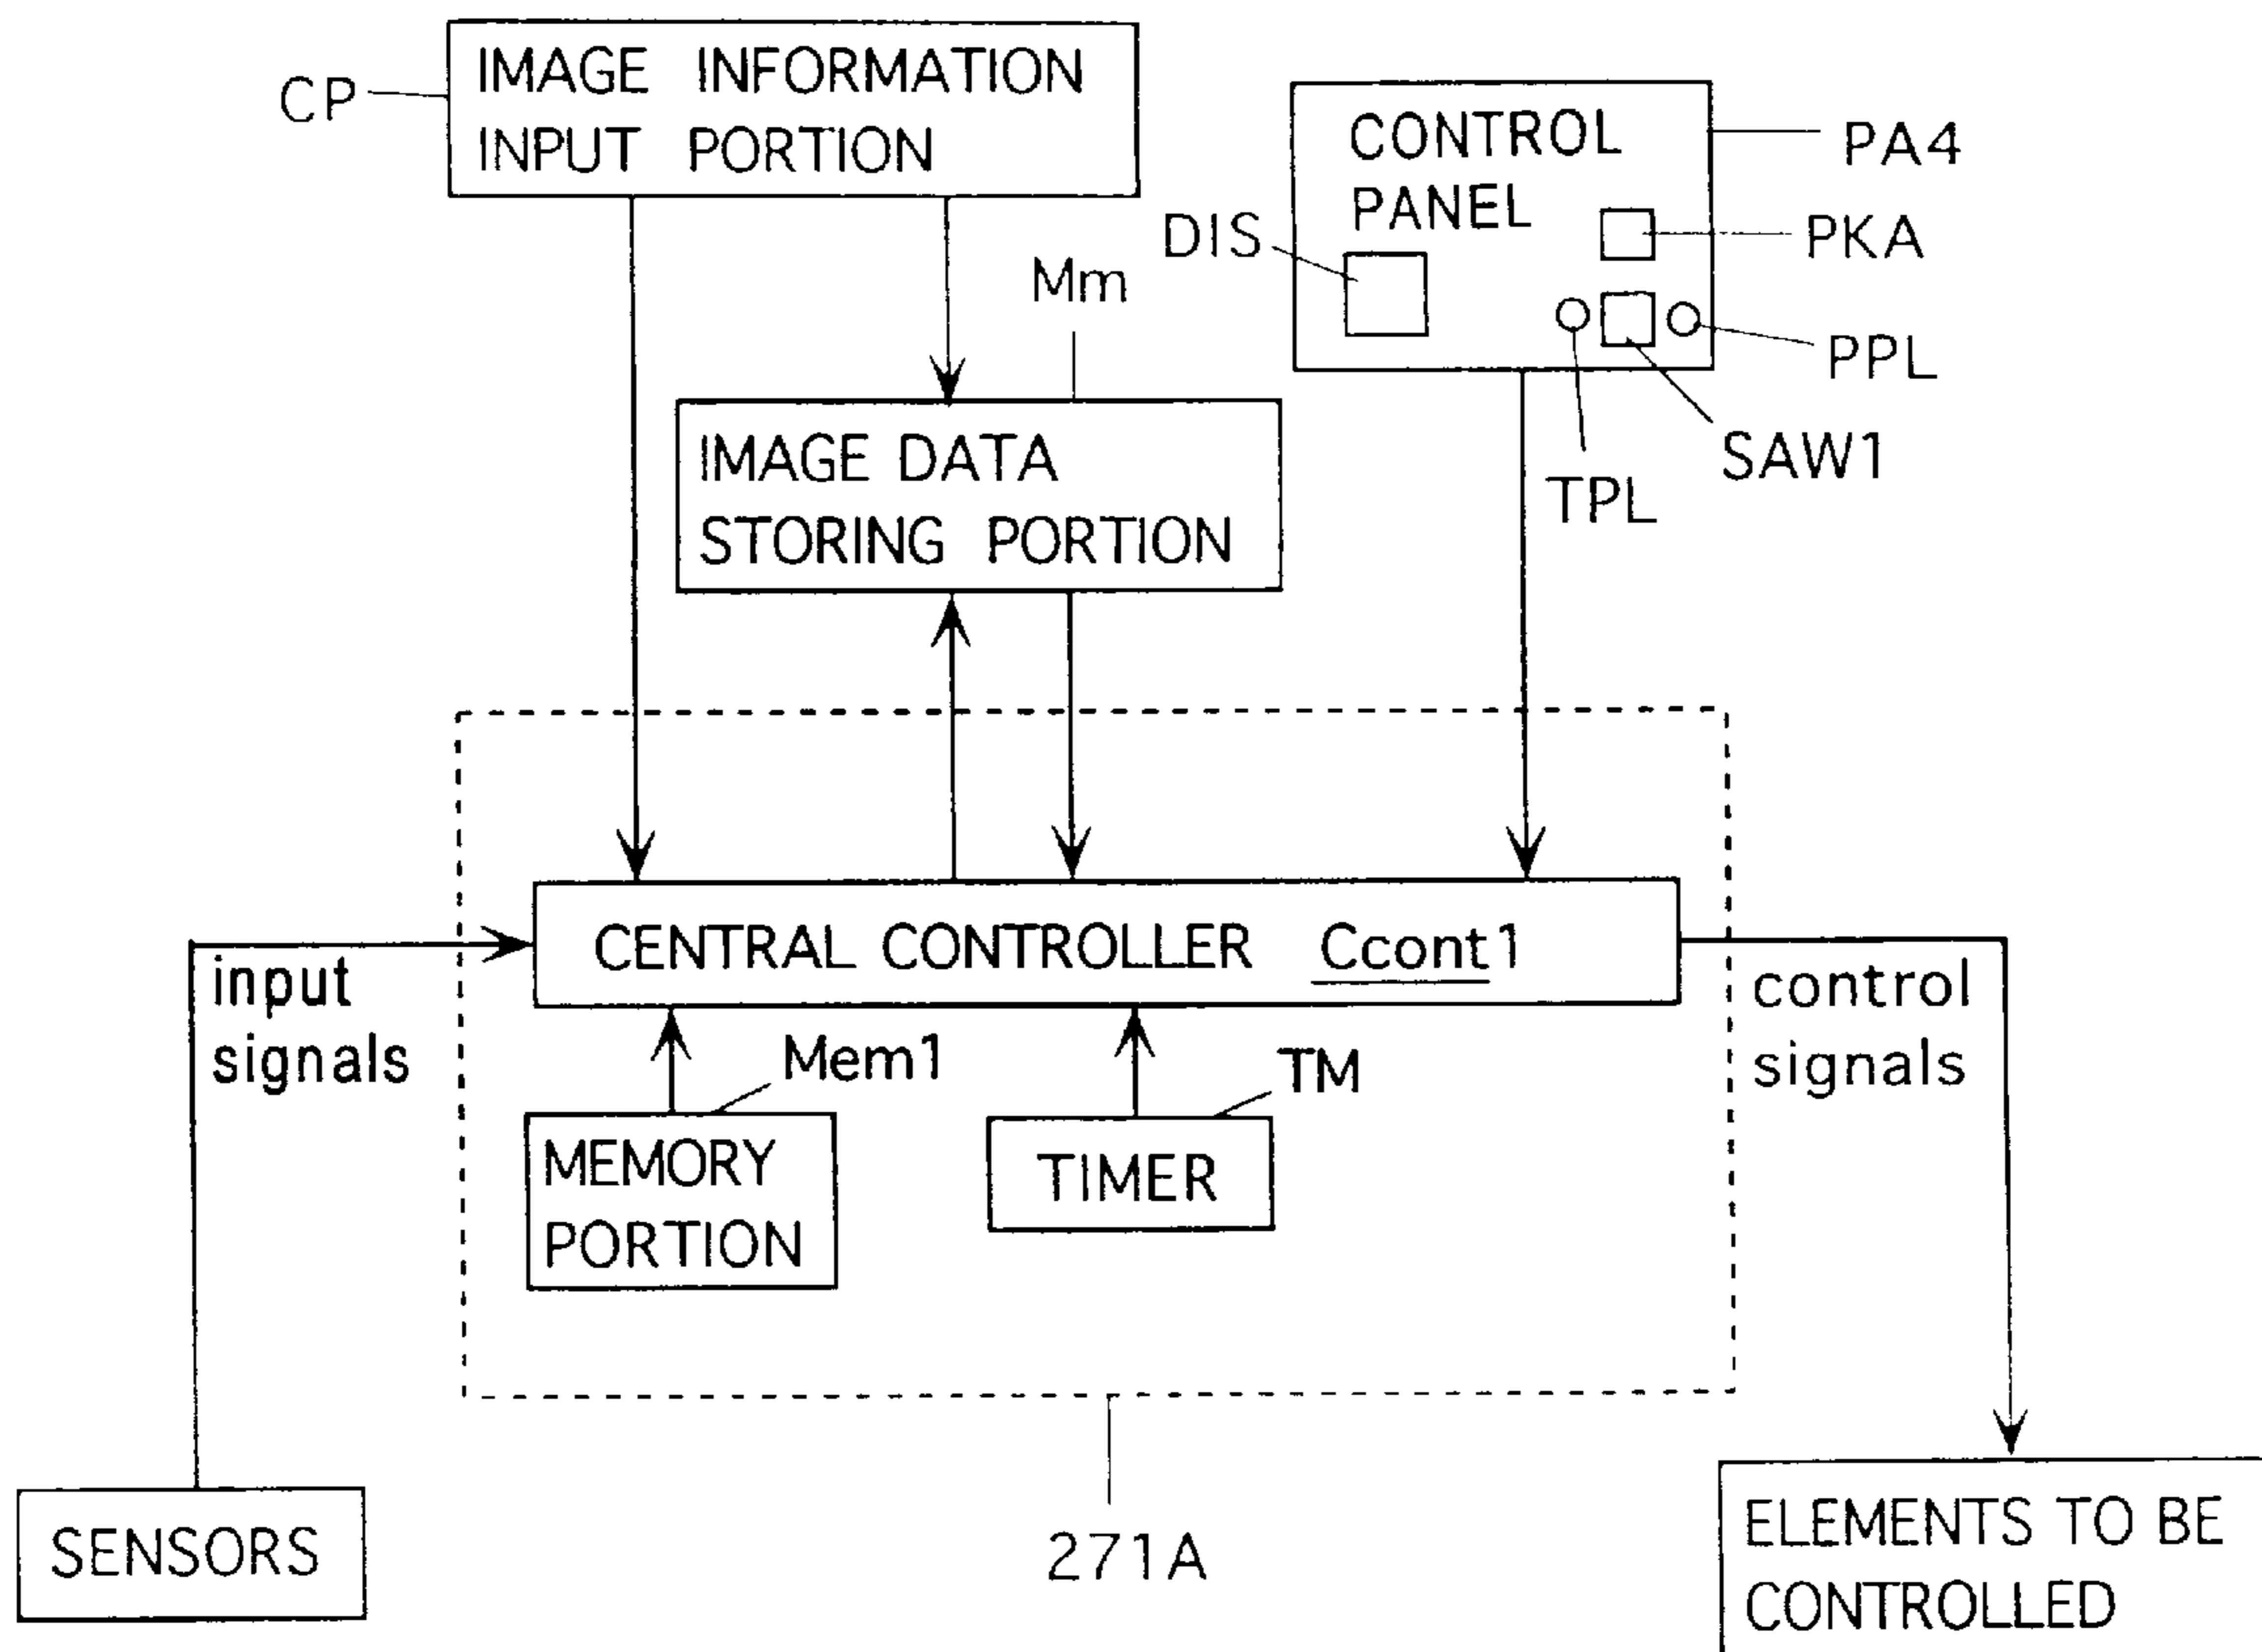 CP
IMAGE INFORMATION
INPUT PORTION
CONTROL
PANEL
PA4
PKA
DIS
PPL
SAW1
TPL
Mm
IMAGE DATA
STORING PORTION
CENTRAL CONTROLLER Ccont1
input
signals
control
signals
Mem1
TM
MEMORY
PORTION
TIMER
271A
SENSORS
ELEMENTS TO BE
CONTROLLED